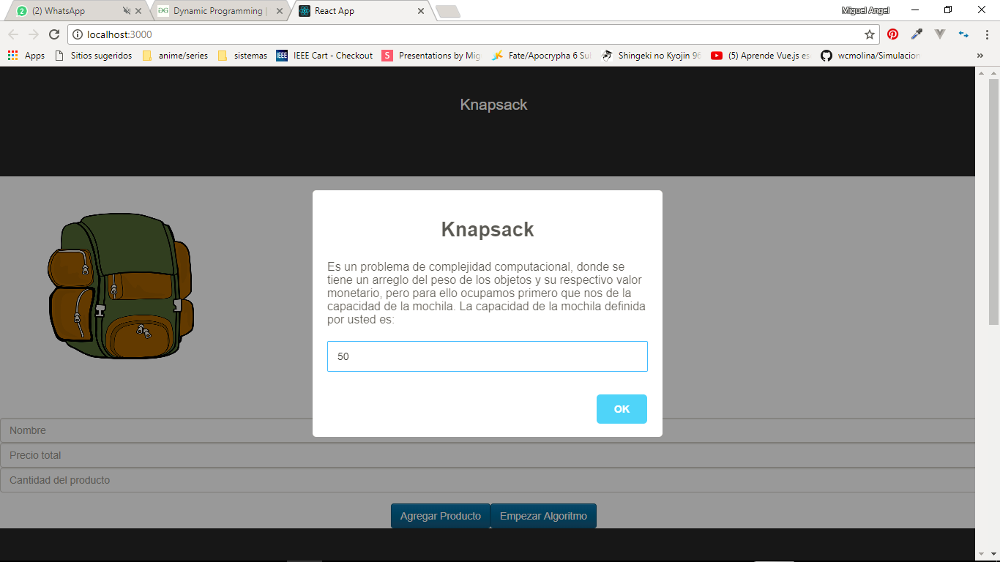 (2) WhatsApp
Dynamic Programming |
React App
Miguel Angel
localhost:3000
Apps
Sitios sugeridos
anime/series
sistemas
IEEE
IEEE Cart - Checkout
S
Presentations by Mig
Fate/Apocrypha 6 Sul
Shingeki no Kyojin 96
(5) Aprende Vue.js es
wcmolina/Simulacion
»
Knapsack
Knapsack
Es un problema de complejidad computacional, donde se
tiene un arreglo del peso de los objetos y su respectivo valor
monetario, pero para ello ocupamos primero que nos de la
capacidad de la mochila. La capacidad de la mochila definida
por usted es:
50
OK
Nombre
Precio total
Cantidad del producto
Agregar Producto
Empezar Algoritmo